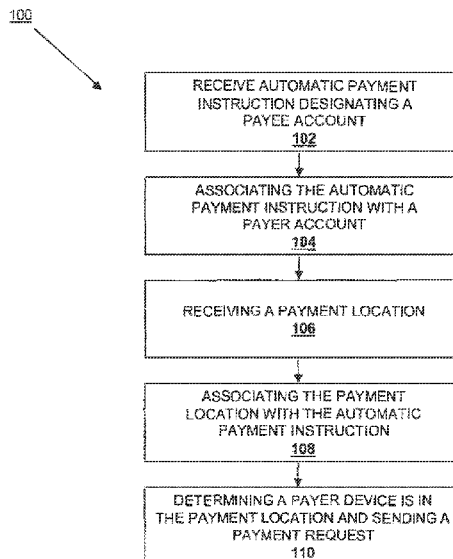 100
RECEIVE AUTOMATIC PAYMENT
INSTRUCTION DESIGNATING A
PAYEE ACCOUNT
102
ASSOCIATING THE AUTOMATIC
PAYMENT INSTRUCTION WITH A
PAYER ACCOUNT
104
RECEIVING A PAYMENT LOCATION
106
ASSOCIATING THE PAYMENT
LOCATION WITH THE AUTOMATIC
PAYMENT INSTRUCTION
108
DETERMINING A PAYER DEVICE IS IN
THE PAYMENT LOCATION AND SENDING A
PAYMENT REQUEST
110